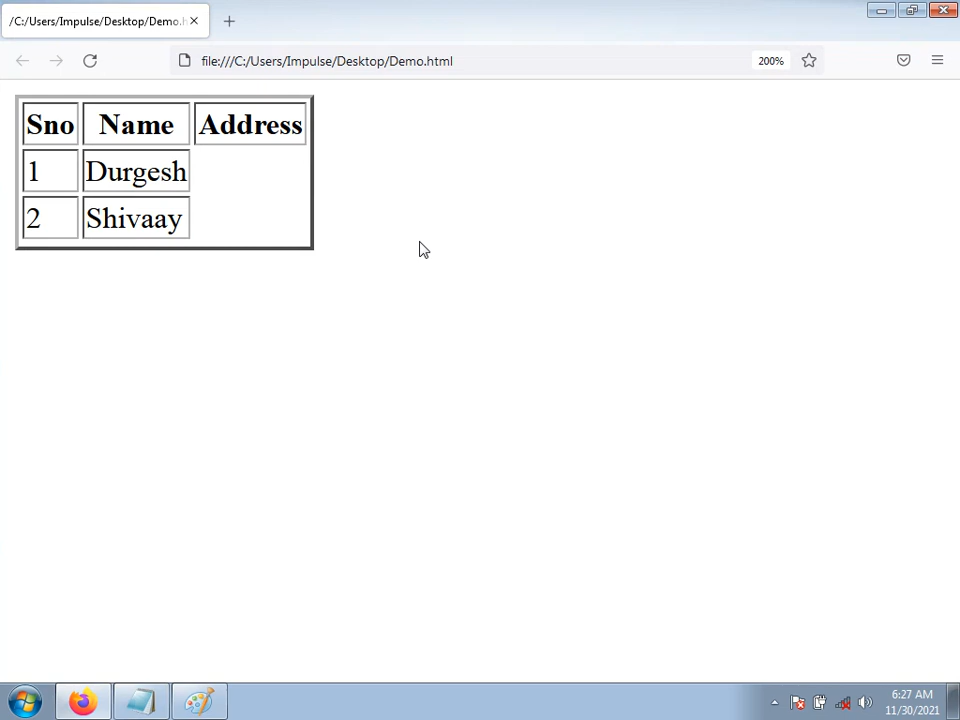 /C:/Users/Impulse/Desktop/Demo.h
file:///C:/Users/Impulse/Desktop/Demo.html 200%
Sno Name Address
1 Durgesh
2 Shivaay
6:27 AM
11/30/2021